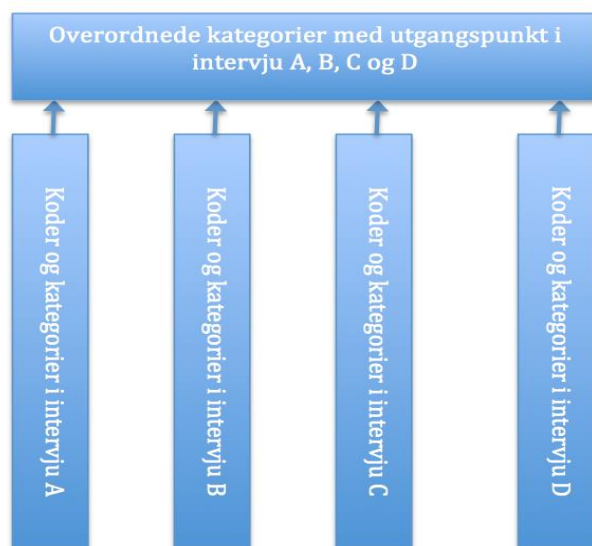 Overordnede kategorier med utgangspunkt i
intervju A, B, C og D
Koder og kategorier i intervju A
Koder og kategorier i intervju B
Koder og kategorier i intervju C
Koder og kategorier i intervju D